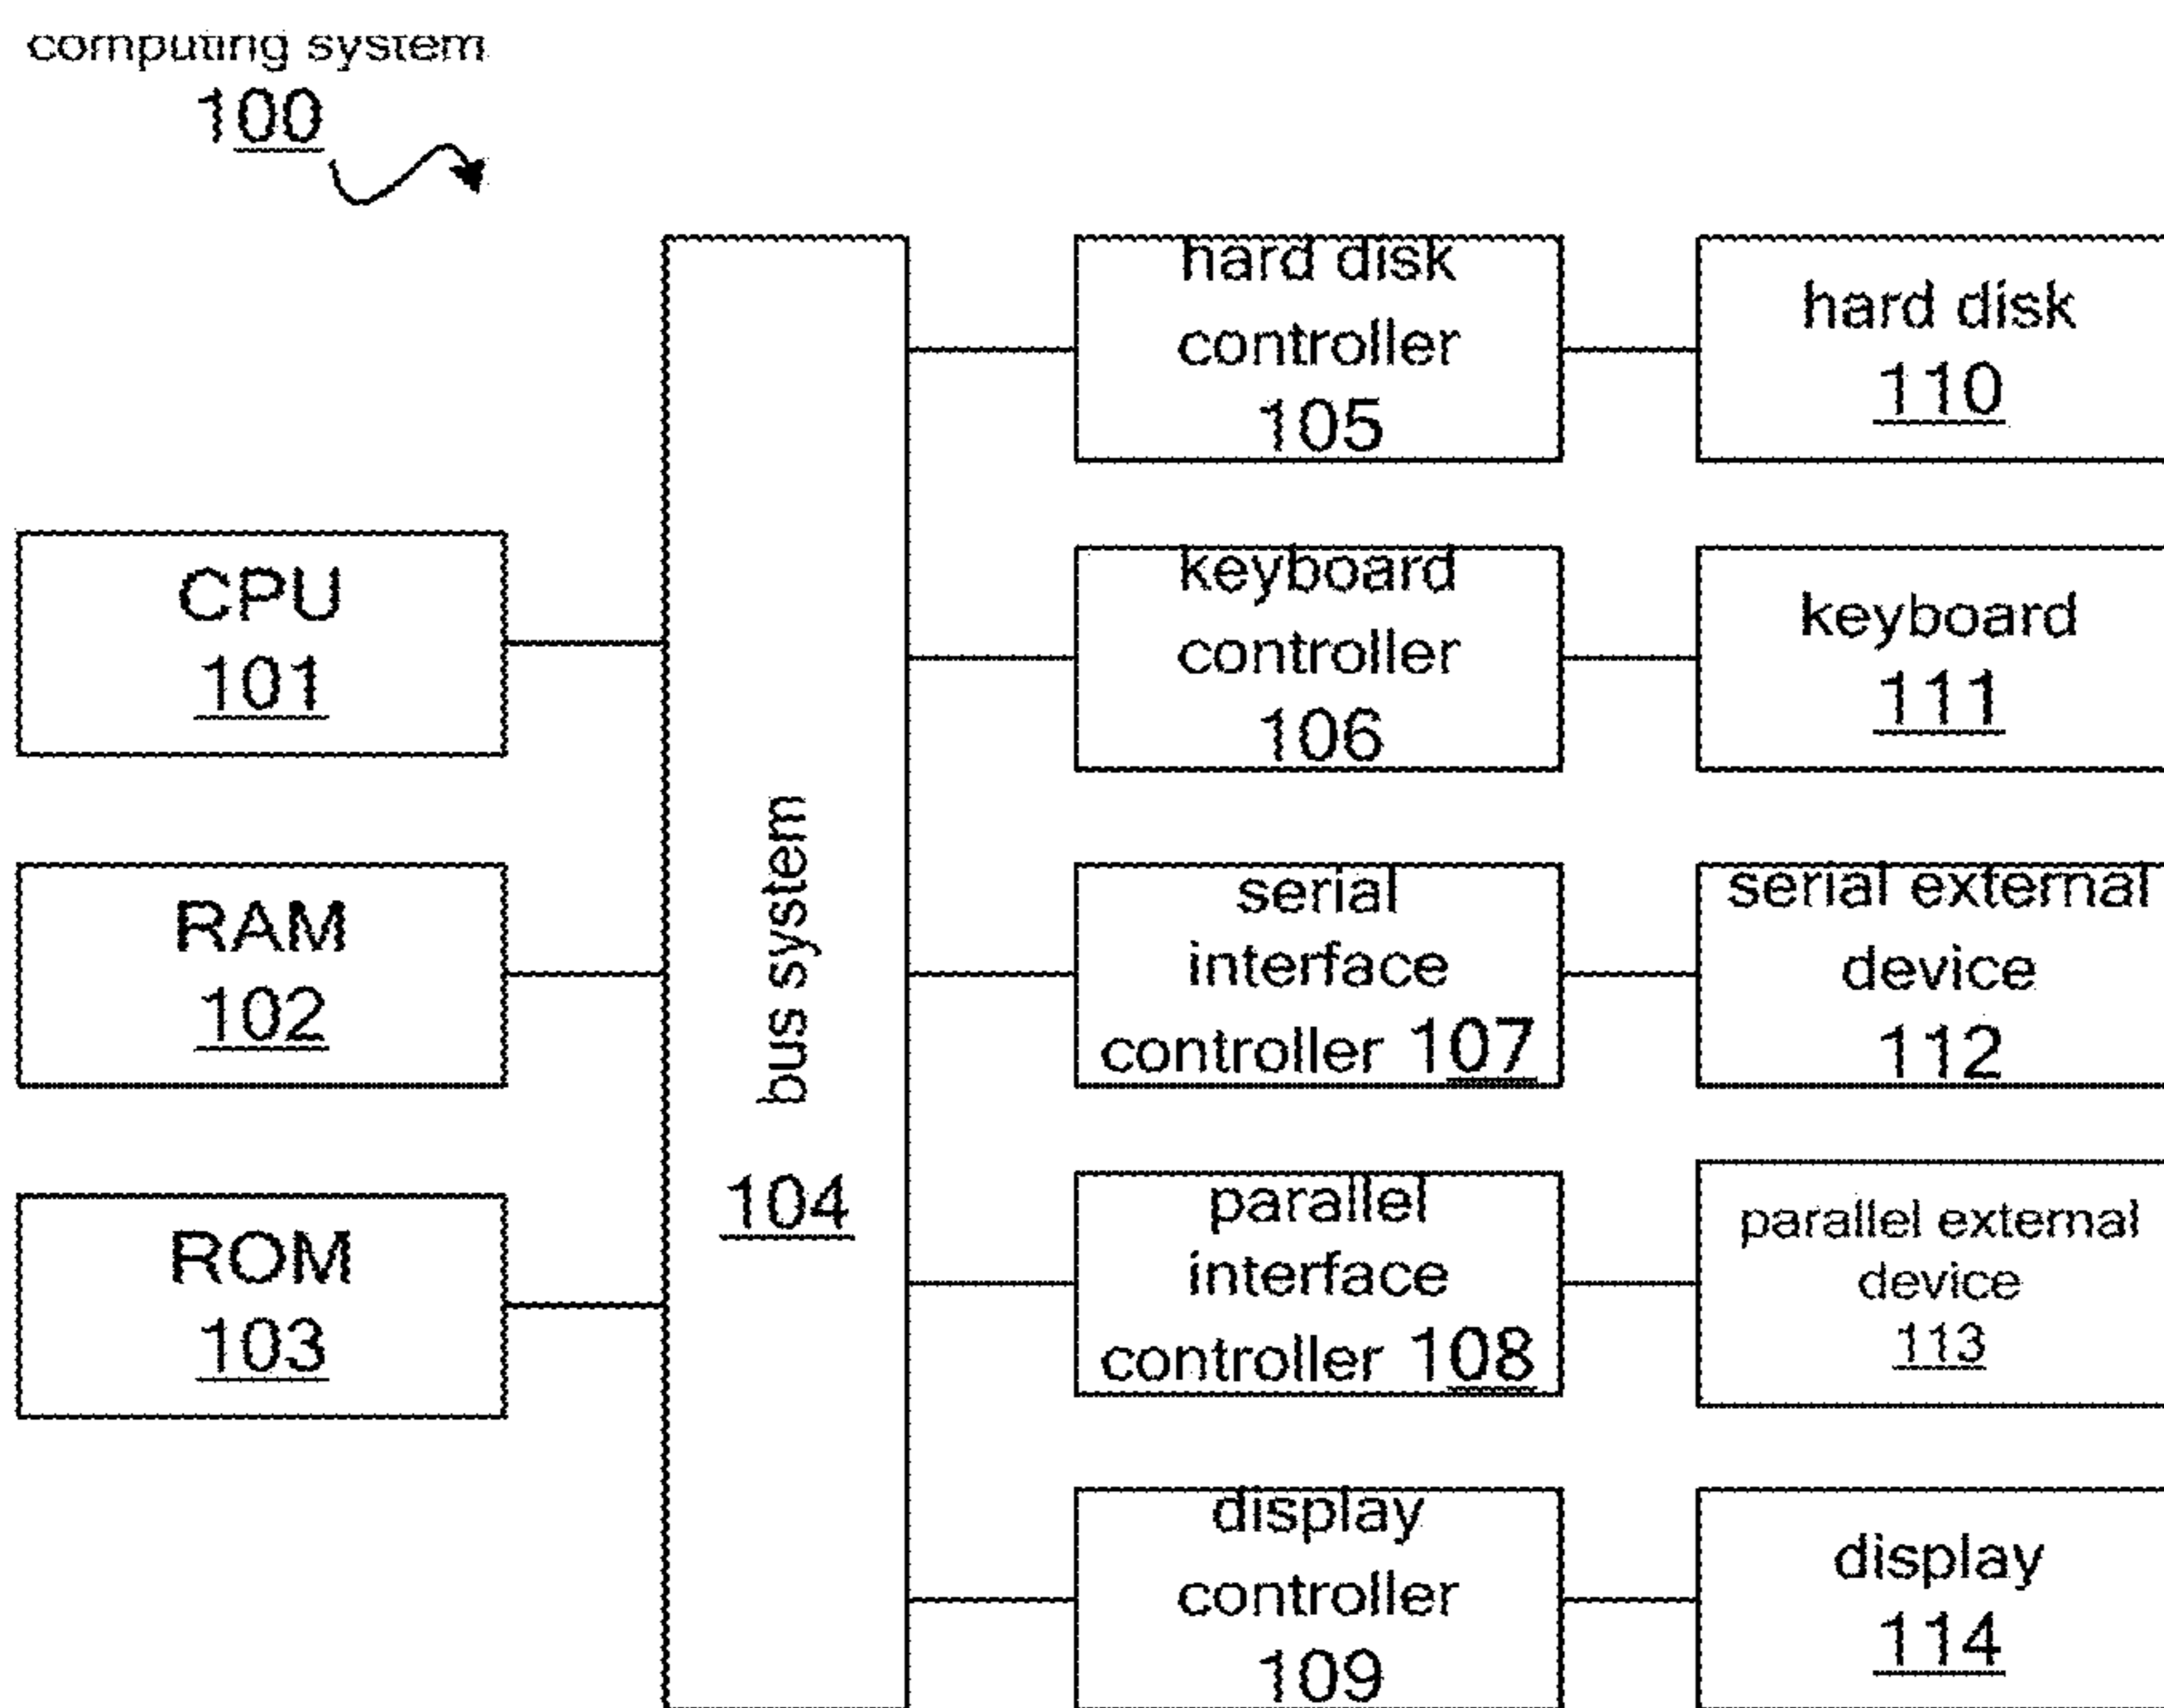 computing system
100
CPU
101
RAM
102
ROM
103
bus system
104
hard disk
controller
105
hard disk
110
keyboard
controller
106
keyboard
111
serial
interface
controller 107
serial external
device
112
parallel
interface
controller 108
parallel external
device
113
display
controller
109
display
114